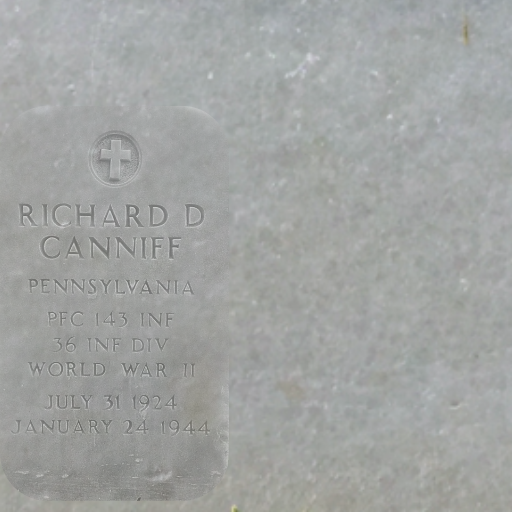 RICHARD D
CANNIFF
PENNSYLVANIA
PFC 143 INF
36 INF DIV
WORLD WAR II
JULY 31 1924
JANUARY 24 1944